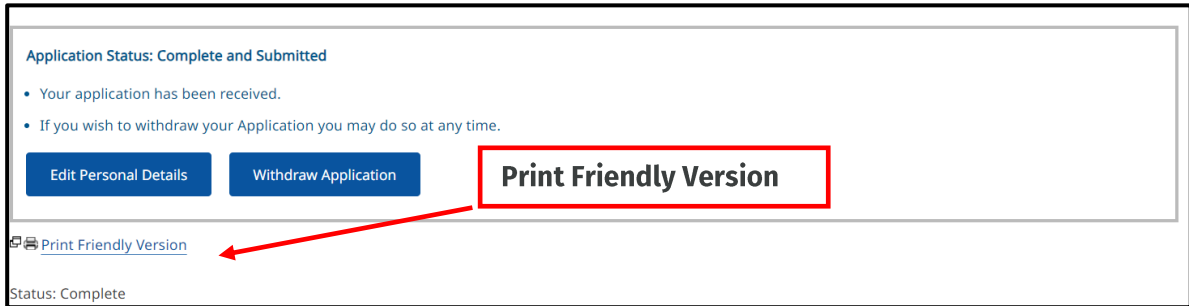 Application Status: Complete and Submitted
• Your application has been received.
• If you wish to withdraw your Application you may do so at any time.
Edit Personal Details
Withdraw Application
Print Friendly Version
Print Friendly Version
Status: Complete